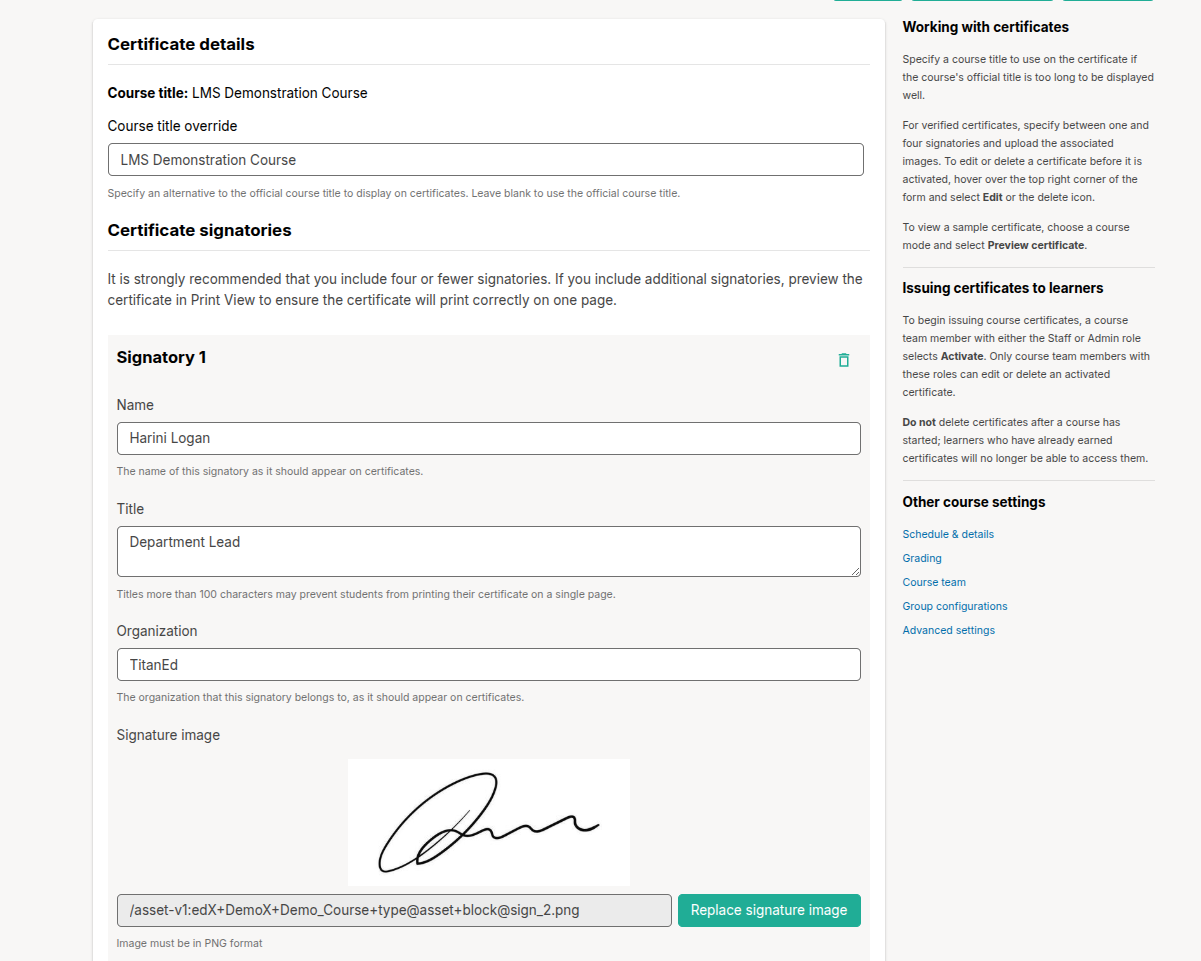 Certificate details
Course title: LMS Demonstration Course
Course title override
LMS Demonstration Course
Specify an alternative to the official course title to display on certificates. Leave blank to use the official course title.
Certificate signatories
It is strongly recommended that you include four or fewer signatories. If you include additional signatories, preview the
certificate in Print View to ensure the certificate will print correctly on one page.
Signatory 1
Name
Harini Logan
The name of this signatory as it should appear on certificates.
Title
Department Lead
Titles more than 100 characters may prevent students from printing their certificate on a single page.
Organization
TitanEd
The organization that this signatory belongs to, as it should appear on certificates.
Signature image
/asset-v1:edX+DemoX+Demo_Course+type@asset+block@sign_2.png
Replace signature image
Image must be in PNG format
Working with certificates
Specify a course title to use on the certificate if
the course's official title is too long to be displayed
well.
For verified certificates, specify between one and
four signatories and upload the associated
images. To edit or delete a certificate before it is
activated, hover over the top right corner of the
form and select Edit or the delete icon.
To view a sample certificate, choose a course
mode and select Preview certificate.
Issuing certificates to learners
To begin issuing course certificates, a course
team member with either the Staff or Admin role
selects Activate. Only course team members with
these roles can edit or delete an activated
certificate.
Do not delete certificates after a course has
started; learners who have already earned
certificates will no longer be able to access them.
Other course settings
Schedule & details
Grading
Course team
Group configurations
Advanced settings